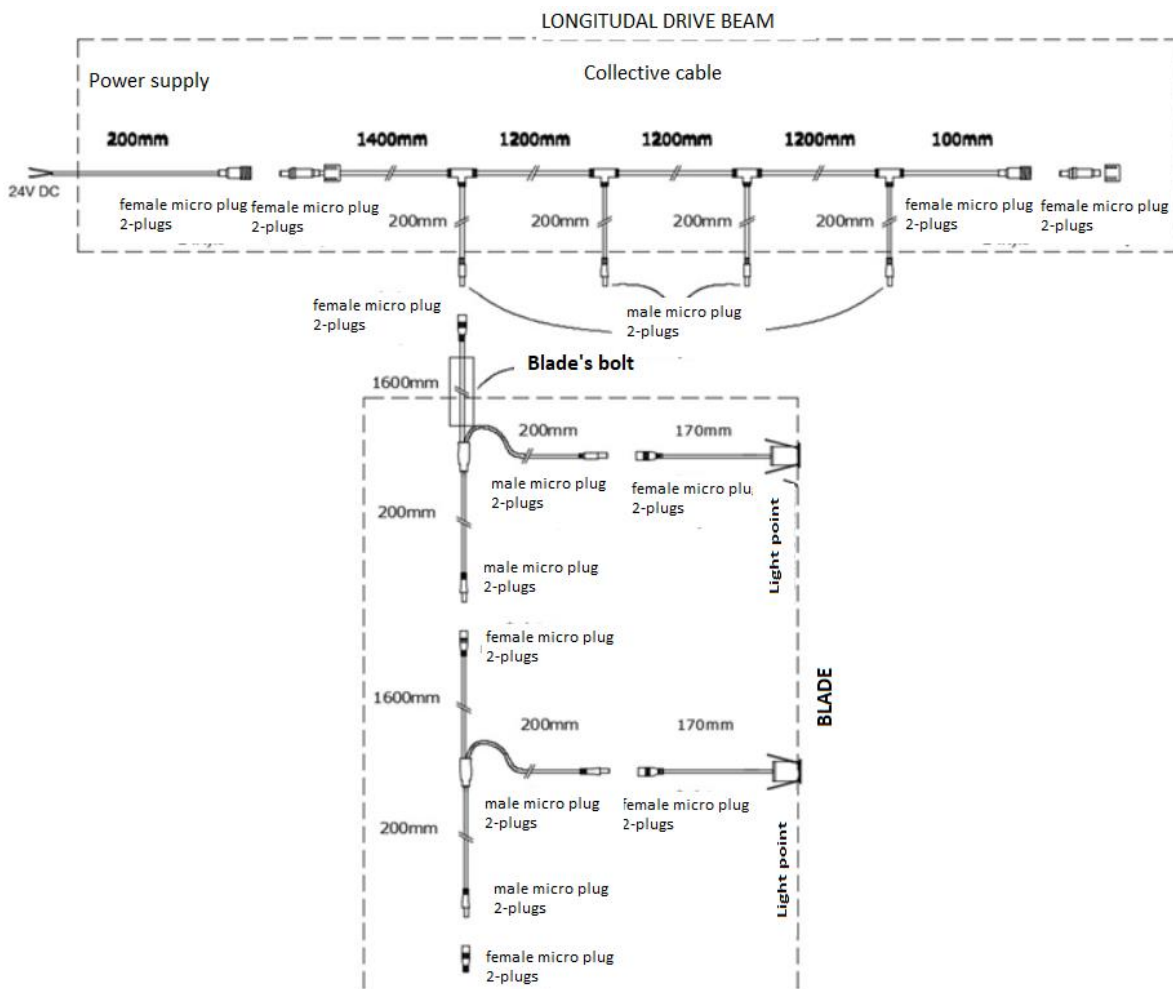 LONGITUDAL DRIVE BEAM
Power supply
Collective cable
200mm
1400mm
1200mm
1200mm
1200mm
100mm
24V DC
female micro plug
2-plugs
female micro plug
2-plugs
200mm
200mm
200mm
200mm
female micro plug
2-plugs
female micro plug
2-plugs
female micro plug
2-plugs
male micro plug
2-plugs
Blade's bolt
1600mm
200mm
170mm
male micro plug
2-plugs
female micro plu
2-plugs
200mm
Light point
male micro plug
2-plugs
female micro plug
2-plugs
1600mm
BLADE
200mm
170mm
male micro plug
2-plugs
female micro plug
2-plugs
200mm
Light point
male micro plug
2-plugs
female micro plug
2-plugs